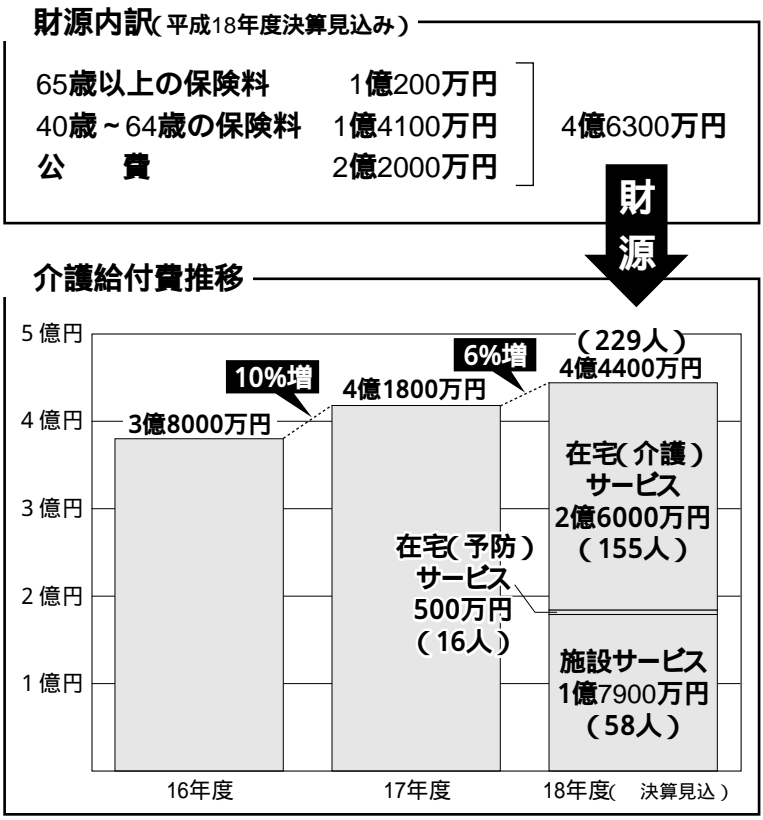 財源内訳(平成18年度決算見込み)
65歳以上の保険料 1億200万円
40歳~64歳の保険料 1億4100万円 4億6300万円
公 費 2億2000万円
財源
介護給付費推移
5億円
4億円
3億円
2億円
1億円
10%増
6%増
3億8000万円
4億1800万円
(229人)
4億4400万円
在宅(介護)
サービス
2億6000万円
(155人)
在宅(予防)
サービス
500万円
(16人)
施設サービス
1億7900万円
(58人)
16年度
17年度
18年度(決算見込)